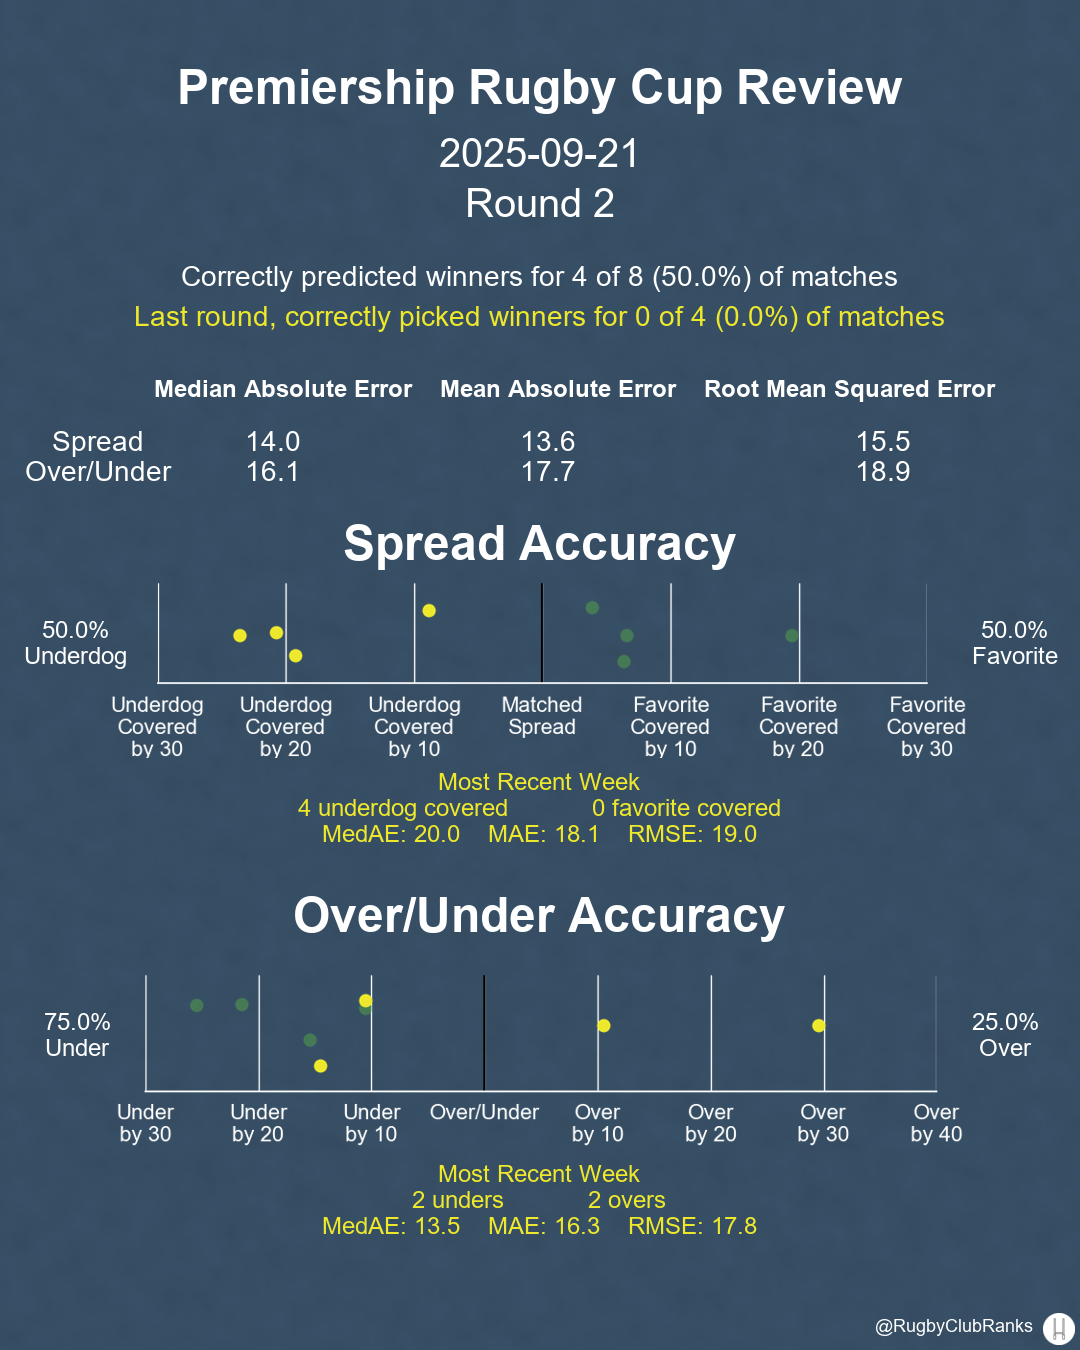 Premiership Rugby Cup Review
2025-09-21
Round 2
Correctly predicted winners for 4 of 8 (50.0%) of matches
Last round, correctly picked winners for 0 of 4 (0.0%) of matches
Median Absolute Error Mean Absolute Error Root Mean Squared Error
Spread 14.0 13.6 15.5
Over/Under 16.1 17.7 18.9
Spread Accuracy
50.0%
Underdog
50.0%
Favorite
Underdog Covered by 30
Underdog Covered by 20
Underdog Covered by 10
Matched Spread
Favorite Covered by 10
Favorite Covered by 20
Favorite Covered by 30
Most Recent Week
4 underdog covered 0 favorite covered
MedAE: 20.0 MAE: 18.1 RMSE: 19.0
Over/Under Accuracy
75.0%
Under
25.0%
Over
Under by 30
Under by 20
Under by 10
Over/Under
Over by 10
Over by 20
Over by 30
Over by 40
Most Recent Week
2 unders 2 overs
MedAE: 13.5 MAE: 16.3 RMSE: 17.8
@RugbyClubRanks